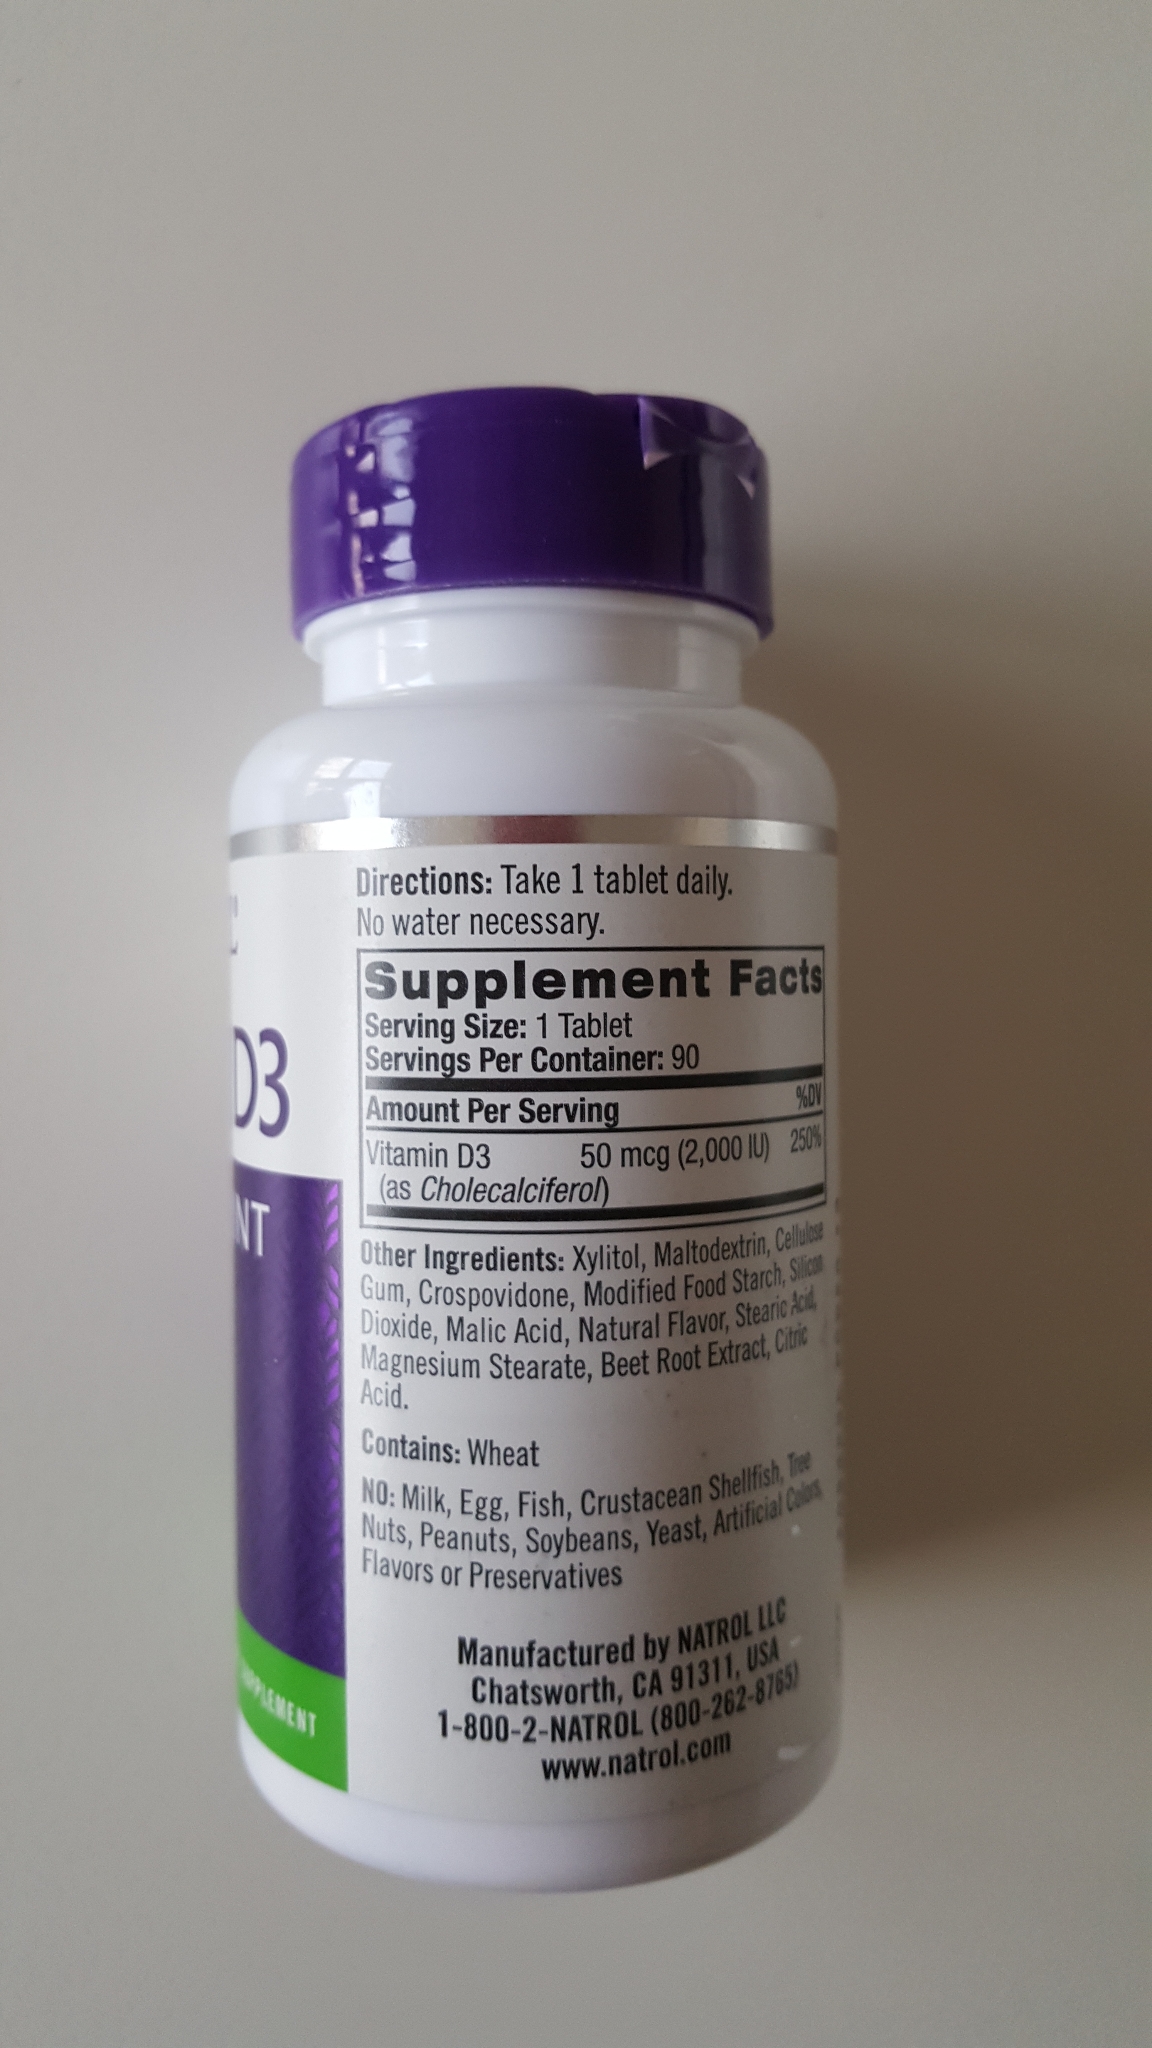 D3
NT
SUPPLEMENT
Directions: Take 1 tablet daily.
No water necessary.
Supplement Facts
Serving Size: 1 Tablet
Servings Per Container: 90
Amount Per Serving %DV
Vitamin D3 50 mcg (2,000 IU) 250%
(as Cholecalciferol)
Other Ingredients: Xylitol, Maltodextrin, Cellulose
Gum, Crospovidone, Modified Food Starch, Silicon
Dioxide, Malic Acid, Natural Flavor, Stearic Acid,
Magnesium Stearate, Beet Root Extract, Citric
Acid.
Contains: Wheat
NO: Milk, Egg, Fish, Crustacean Shellfish, Tree
Nuts, Peanuts, Soybeans, Yeast, Artificial Colors,
Flavors or Preservatives
Manufactured by NATROL LLC
Chatsworth, CA 91311, USA
1-800-2-NATROL (800-262-8765)
www.natrol.com